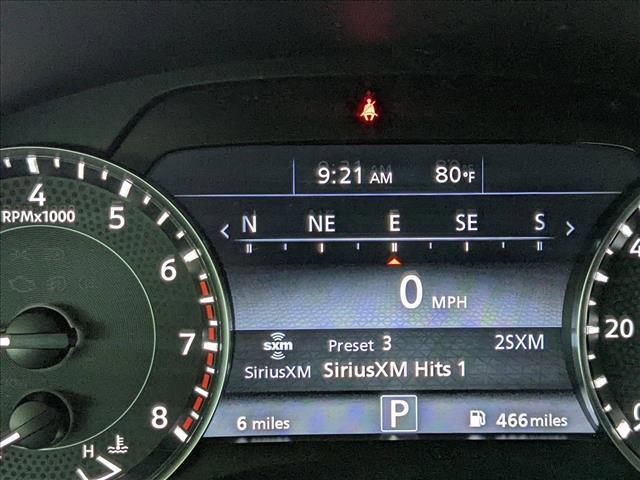 9:21 AM 80°F
4
RPMx1000 5
N NE E SE S
6
0 MPH
7
20
sxm Preset 3 2SXM
SiriusXM SiriusXM Hits 1
8
6 miles P 466 miles
H